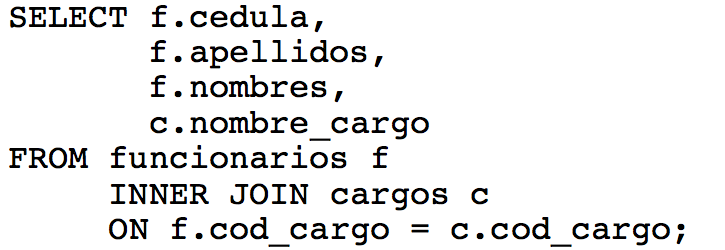 SELECT f.cedula,
       f.apellidos,
       f.nombres,
       c.nombre_cargo
FROM funcionarios f
     INNER JOIN cargos c
     ON f.cod_cargo = c.cod_cargo;